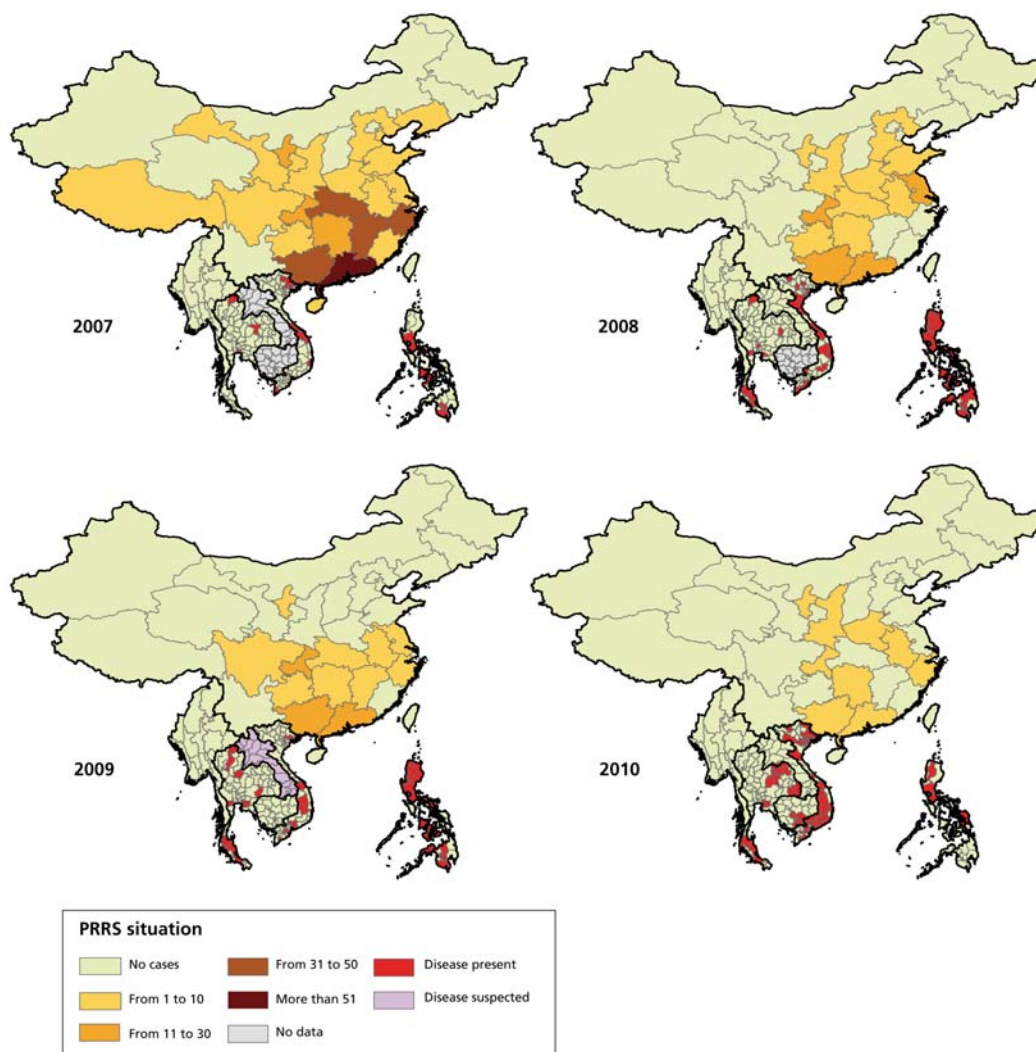 2007
2008
2009
2010
PRRS situation
No cases
From 31 to 50
Disease present
From 1 to 10
More than 51
Disease suspected
From 11 to 30
No data